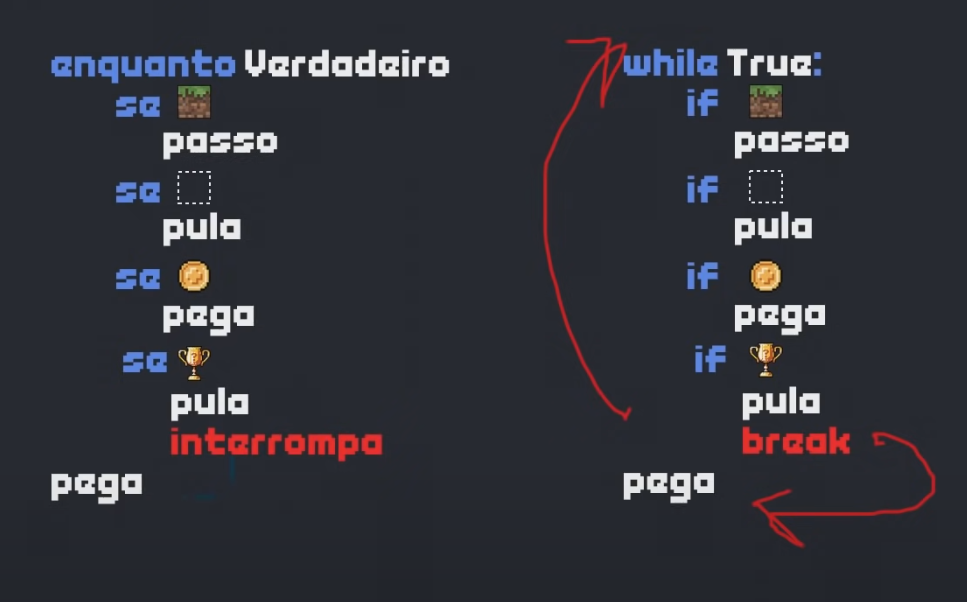 enquanto Verdadeiro
se
passo
se
pula
se
pega
se
pula
interrompa
pega
while True:
if
passo
if
pula
if
pega
if
pula
break
pega